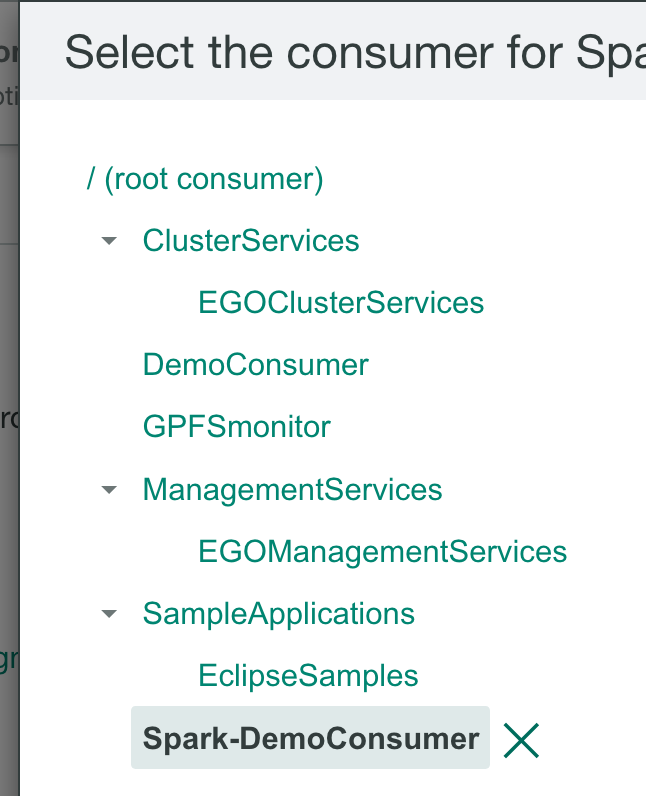 Select the consumer for Spa
/ (root consumer)
ClusterServices
EGOClusterServices
DemoConsumer
GPFSmonitor
ManagementServices
EGOManagementServices
SampleApplications
EclipseSamples
Spark-DemoConsumer